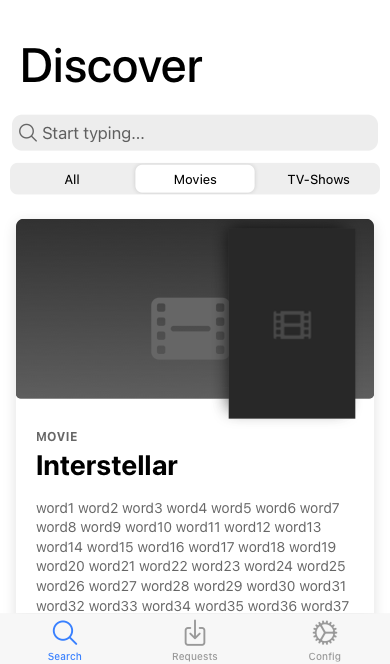 Discover
Start typing...
All Movies TV-Shows
MOVIE
Interstellar
word1 word2 word3 word4 word5 word6 word7
word8 word9 word10 word11 word12 word13
word14 word15 word16 word17 word18 word19
word20 word21 word22 word23 word24 word25
word26 word27 word28 word29 word30 word31
word32 word33 word34 word35 word36 word37
Search Requests Config